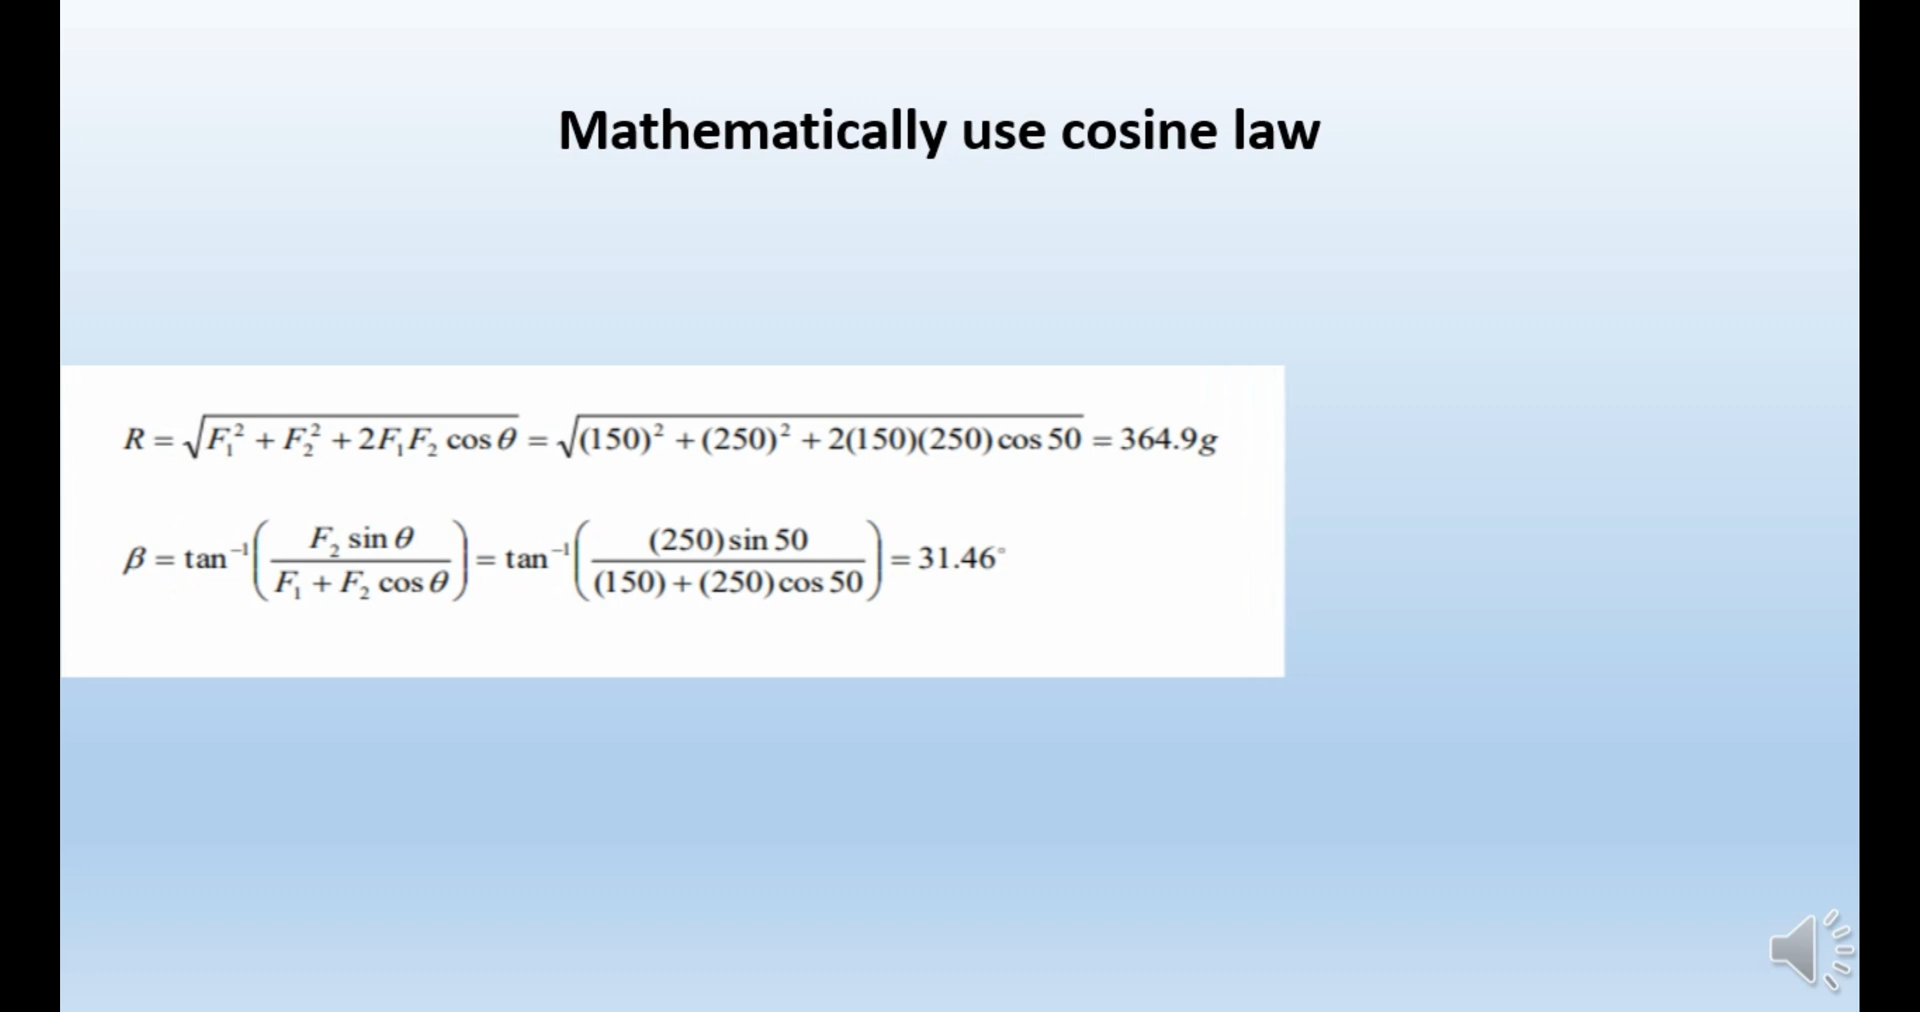 Mathematically use cosine law
R = √(F₁² + F₂² + 2F₁F₂ cos θ) = √((150)² + (250)² + 2(150)(250) cos 50) = 364.9g
β = tan⁻¹(F₂ sin θ / (F₁ + F₂ cos θ)) = tan⁻¹((250) sin 50 / ((150) + (250) cos 50)) = 31.46°